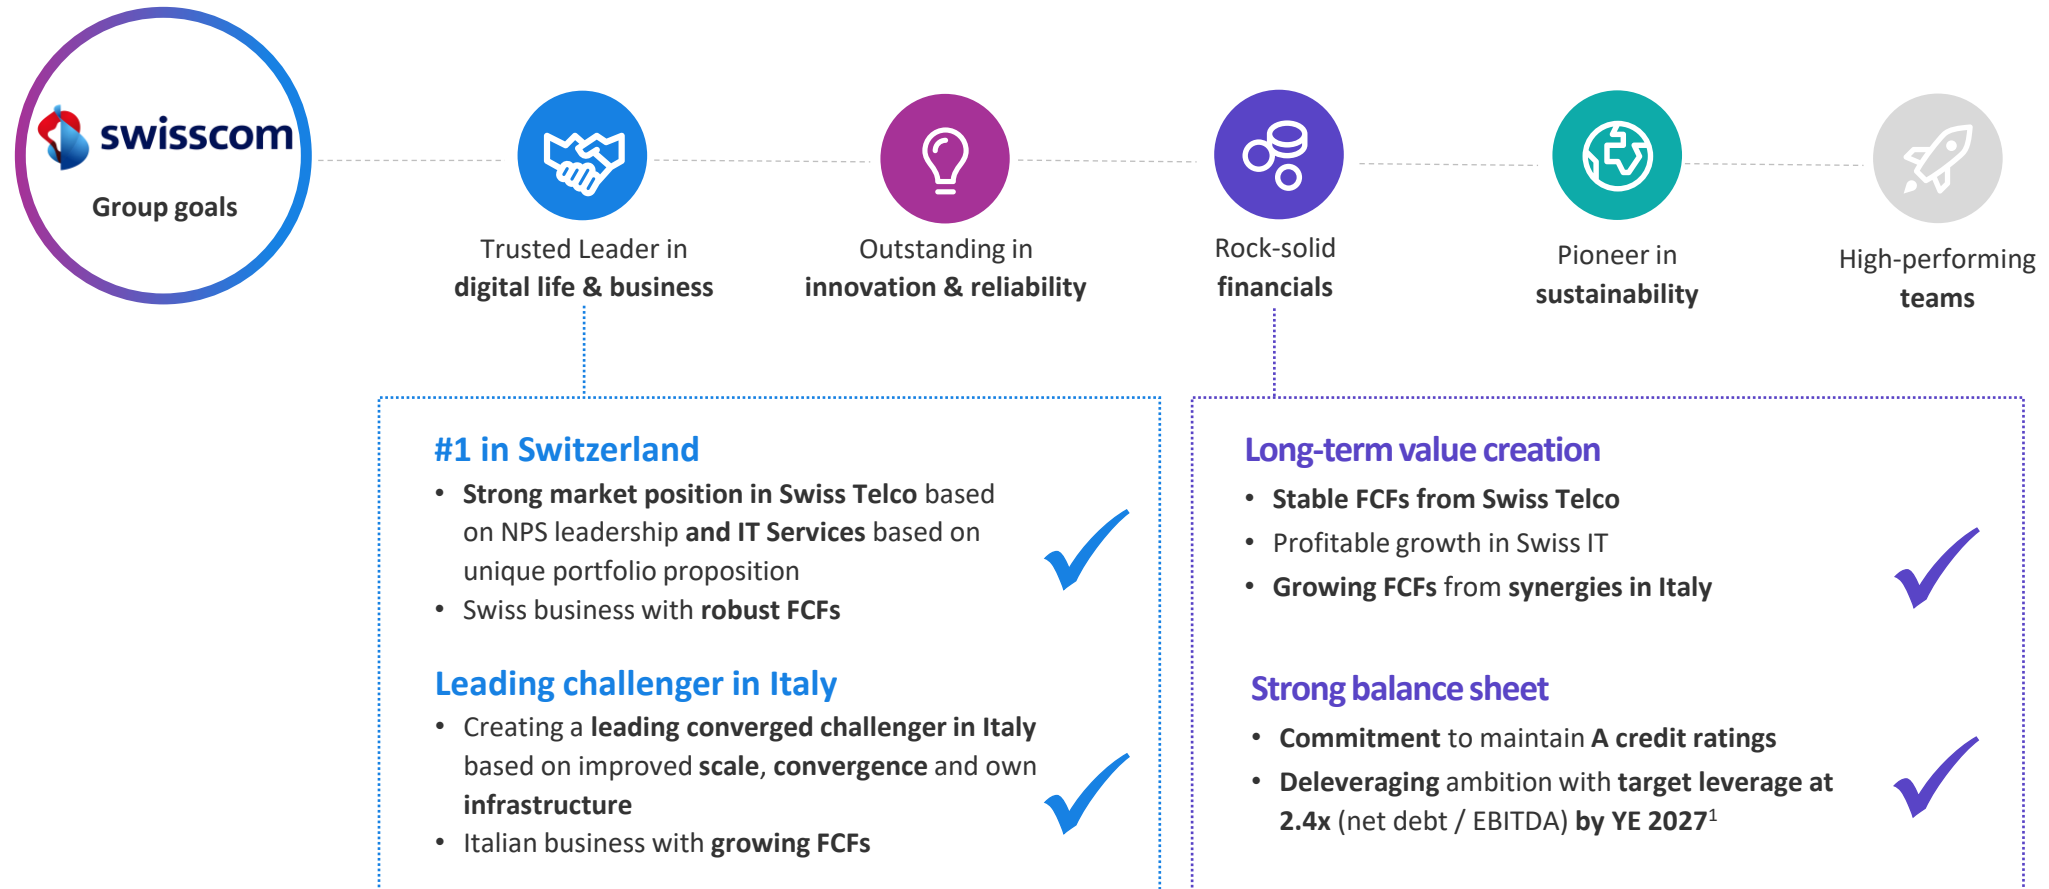 swisscom
Group goals
Trusted Leader in
digital life & business
Outstanding in
innovation & reliability
Rock-solid
financials
Pioneer in
sustainability
High-performing
teams
#1 in Switzerland
• Strong market position in Swiss Telco based
on NPS leadership and IT Services based on
unique portfolio proposition
• Swiss business with robust FCFs
Leading challenger in Italy
• Creating a leading converged challenger in Italy
based on improved scale, convergence and own
infrastructure
• Italian business with growing FCFs
Long-term value creation
• Stable FCFs from Swiss Telco
• Profitable growth in Swiss IT
• Growing FCFs from synergies in Italy
Strong balance sheet
• Commitment to maintain A credit ratings
• Deleveraging ambition with target leverage at
2.4x (net debt / EBITDA) by YE 2027¹